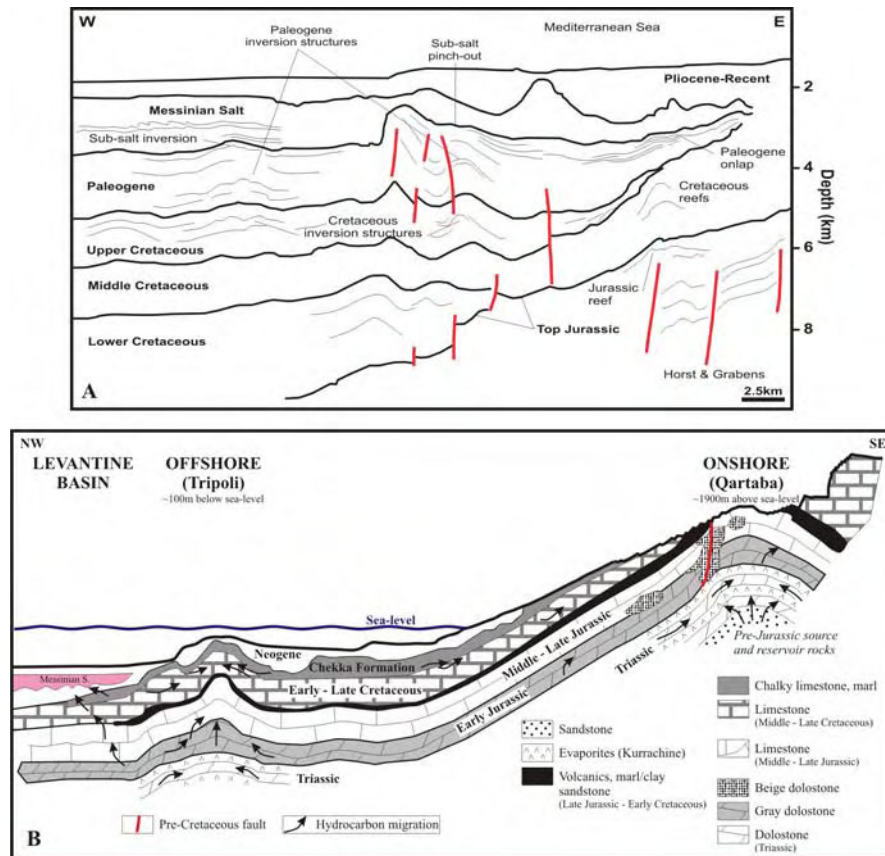 W
E
Mediterranean Sea
Paleogene
inversion structures
Sub-salt
pinch-out
Pliocene-Recent
2
Messinian Salt
Sub-salt inversion
Paleogene
onlap
4
Paleogene
Cretaceous
reefs
Depth (km)
Cretaceous
inversion structures
Upper Cretaceous
6
Middle Cretaceous
Jurassic
reef
Lower Cretaceous
Top Jurassic
8
Horst & Grabens
A
2.5km
NW
SE
LEVANTINE
BASIN
OFFSHORE
(Tripoli)
~100m below sea-level
ONSHORE
(Qartaba)
~1900m above sea-level
Sea-level
Neogene
Chekka Formation
Messinian S.
Early - Late Cretaceous
Middle - Late Jurassic
Early Jurassic
Triassic
Pre-Jurassic source
and reservoir rocks
Triassic
Sandstone
Evaporites (Kurrachine)
Volcanics, marl/clay
sandstone
(Late Jurassic - Early Cretaceous)
Chalky limestone, marl
Limestone
(Middle - Late Cretaceous)
Limestone
(Middle - Late Jurassic)
Beige dolostone
Gray dolostone
Dolostone
(Triassic)
B
Pre-Cretaceous fault
Hydrocarbon migration